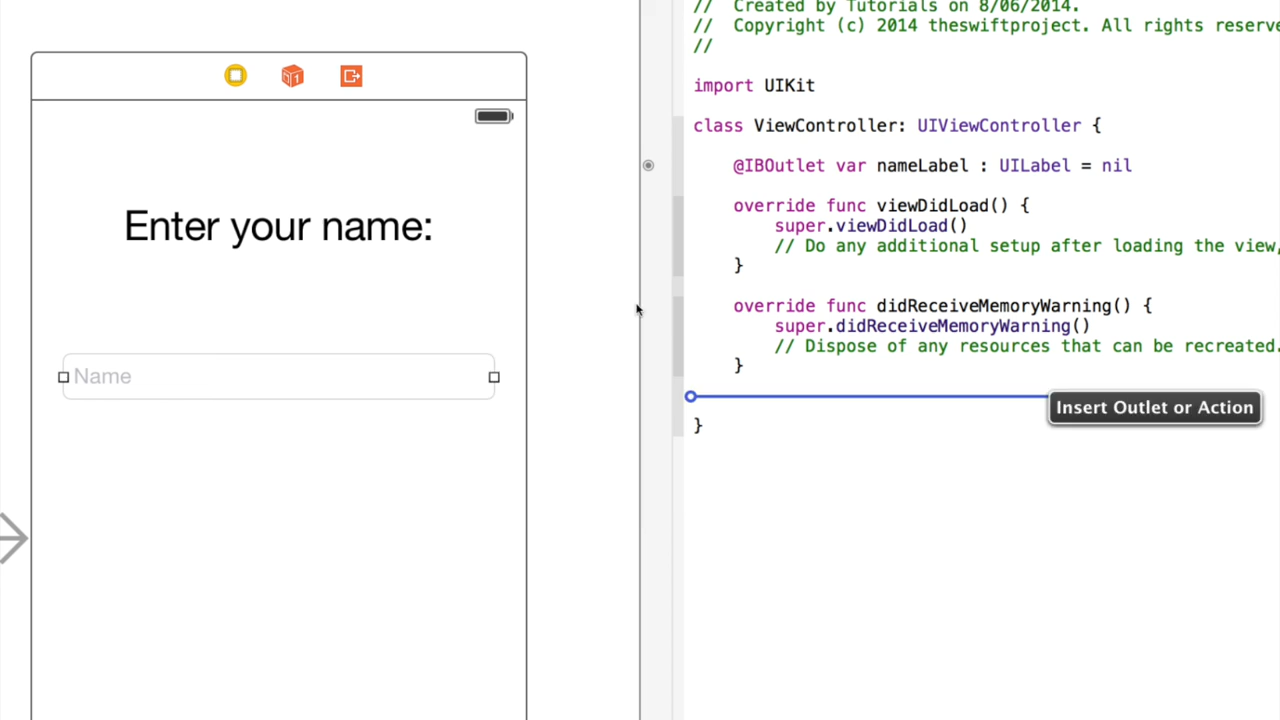 Enter your name:
Name
//  Created by Tutorials on 8/06/2014.
//  Copyright (c) 2014 theswiftproject. All rights reserve
//
import UIKit
class ViewController: UIViewController {
@IBOutlet var nameLabel : UILabel = nil
override func viewDidLoad() {
super.viewDidLoad()
// Do any additional setup after loading the view,
}
override func didReceiveMemoryWarning() {
super.didReceiveMemoryWarning()
// Dispose of any resources that can be recreated.
}
Insert Outlet or Action
}